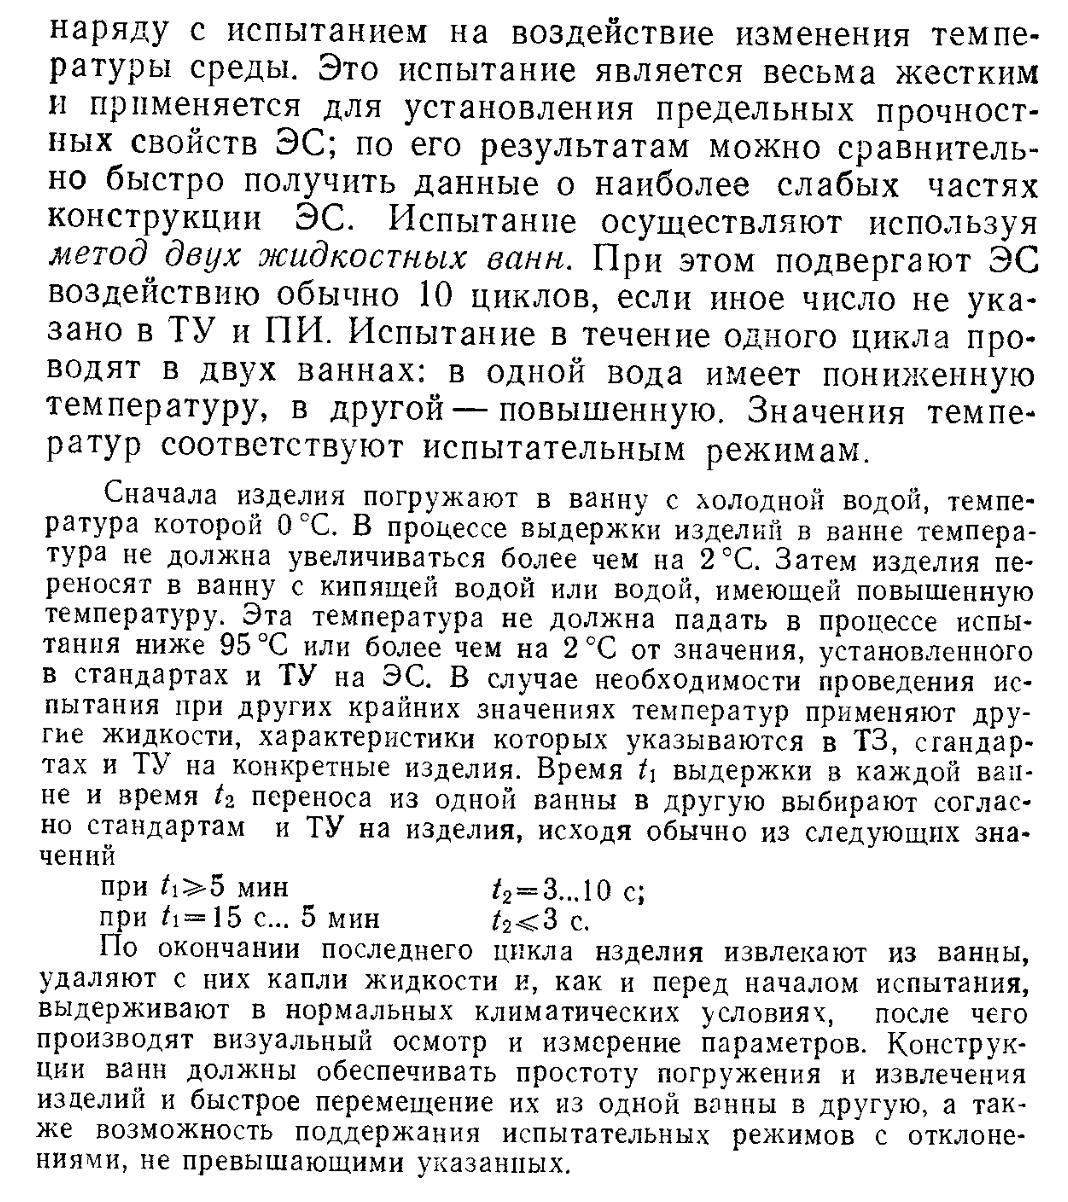 наряду с испытанием на воздействие изменения темпе-
ратуры среды. Это испытание является весьма жестким
и применяется для установления предельных прочност-
ных свойств ЭС; по его результатам можно сравнитель-
но быстро получить данные о наиболее слабых частях
конструкции ЭС. Испытание осуществляют используя
метод двух жидкостных ванн. При этом подвергают ЭС
воздействию обычно 10 циклов, если иное число не ука-
зано в ТУ и ПИ. Испытание в течение одного цикла про-
водят в двух ваннах: в одной вода имеет пониженную
температуру, в другой — повышенную. Значения темпе-
ратур соответствуют испытательным режимам.
Сначала изделия погружают в ванну с холодной водой, темпе-
ратура которой 0 °С. В процессе выдержки изделий в ванне темпера-
тура не должна увеличиваться более чем на 2 °С. Затем изделия пе-
реносят в ванну с кипящей водой или водой, имеющей повышенную
температуру. Эта температура не должна падать в процессе испы-
тания ниже 95 °С или более чем на 2 °С от значения, установленного
в стандартах и ТУ на ЭС. В случае необходимости проведения ис-
пытания при других крайних значениях температур применяют дру-
гие жидкости, характеристики которых указываются в ТЗ, стандар-
тах и ТУ на конкретные изделия. Время t₁ выдержки в каждой ван-
не и время t₂ переноса из одной ванны в другую выбирают соглас-
но стандартам и ТУ на изделия, исходя обычно из следующих зна-
чений
при t₁⩾5 мин t₂=3...10 с;
при t₁=15 с... 5 мин t₂⩽3 с.
По окончании последнего цикла изделия извлекают из ванны,
удаляют с них капли жидкости и, как и перед началом испытания,
выдерживают в нормальных климатических условиях, после чего
производят визуальный осмотр и измерение параметров. Конструк-
ции ванн должны обеспечивать простоту погружения и извлечения
изделий и быстрое перемещение их из одной ванны в другую, а так-
же возможность поддержания испытательных режимов с отклоне-
ниями, не превышающими указанных.